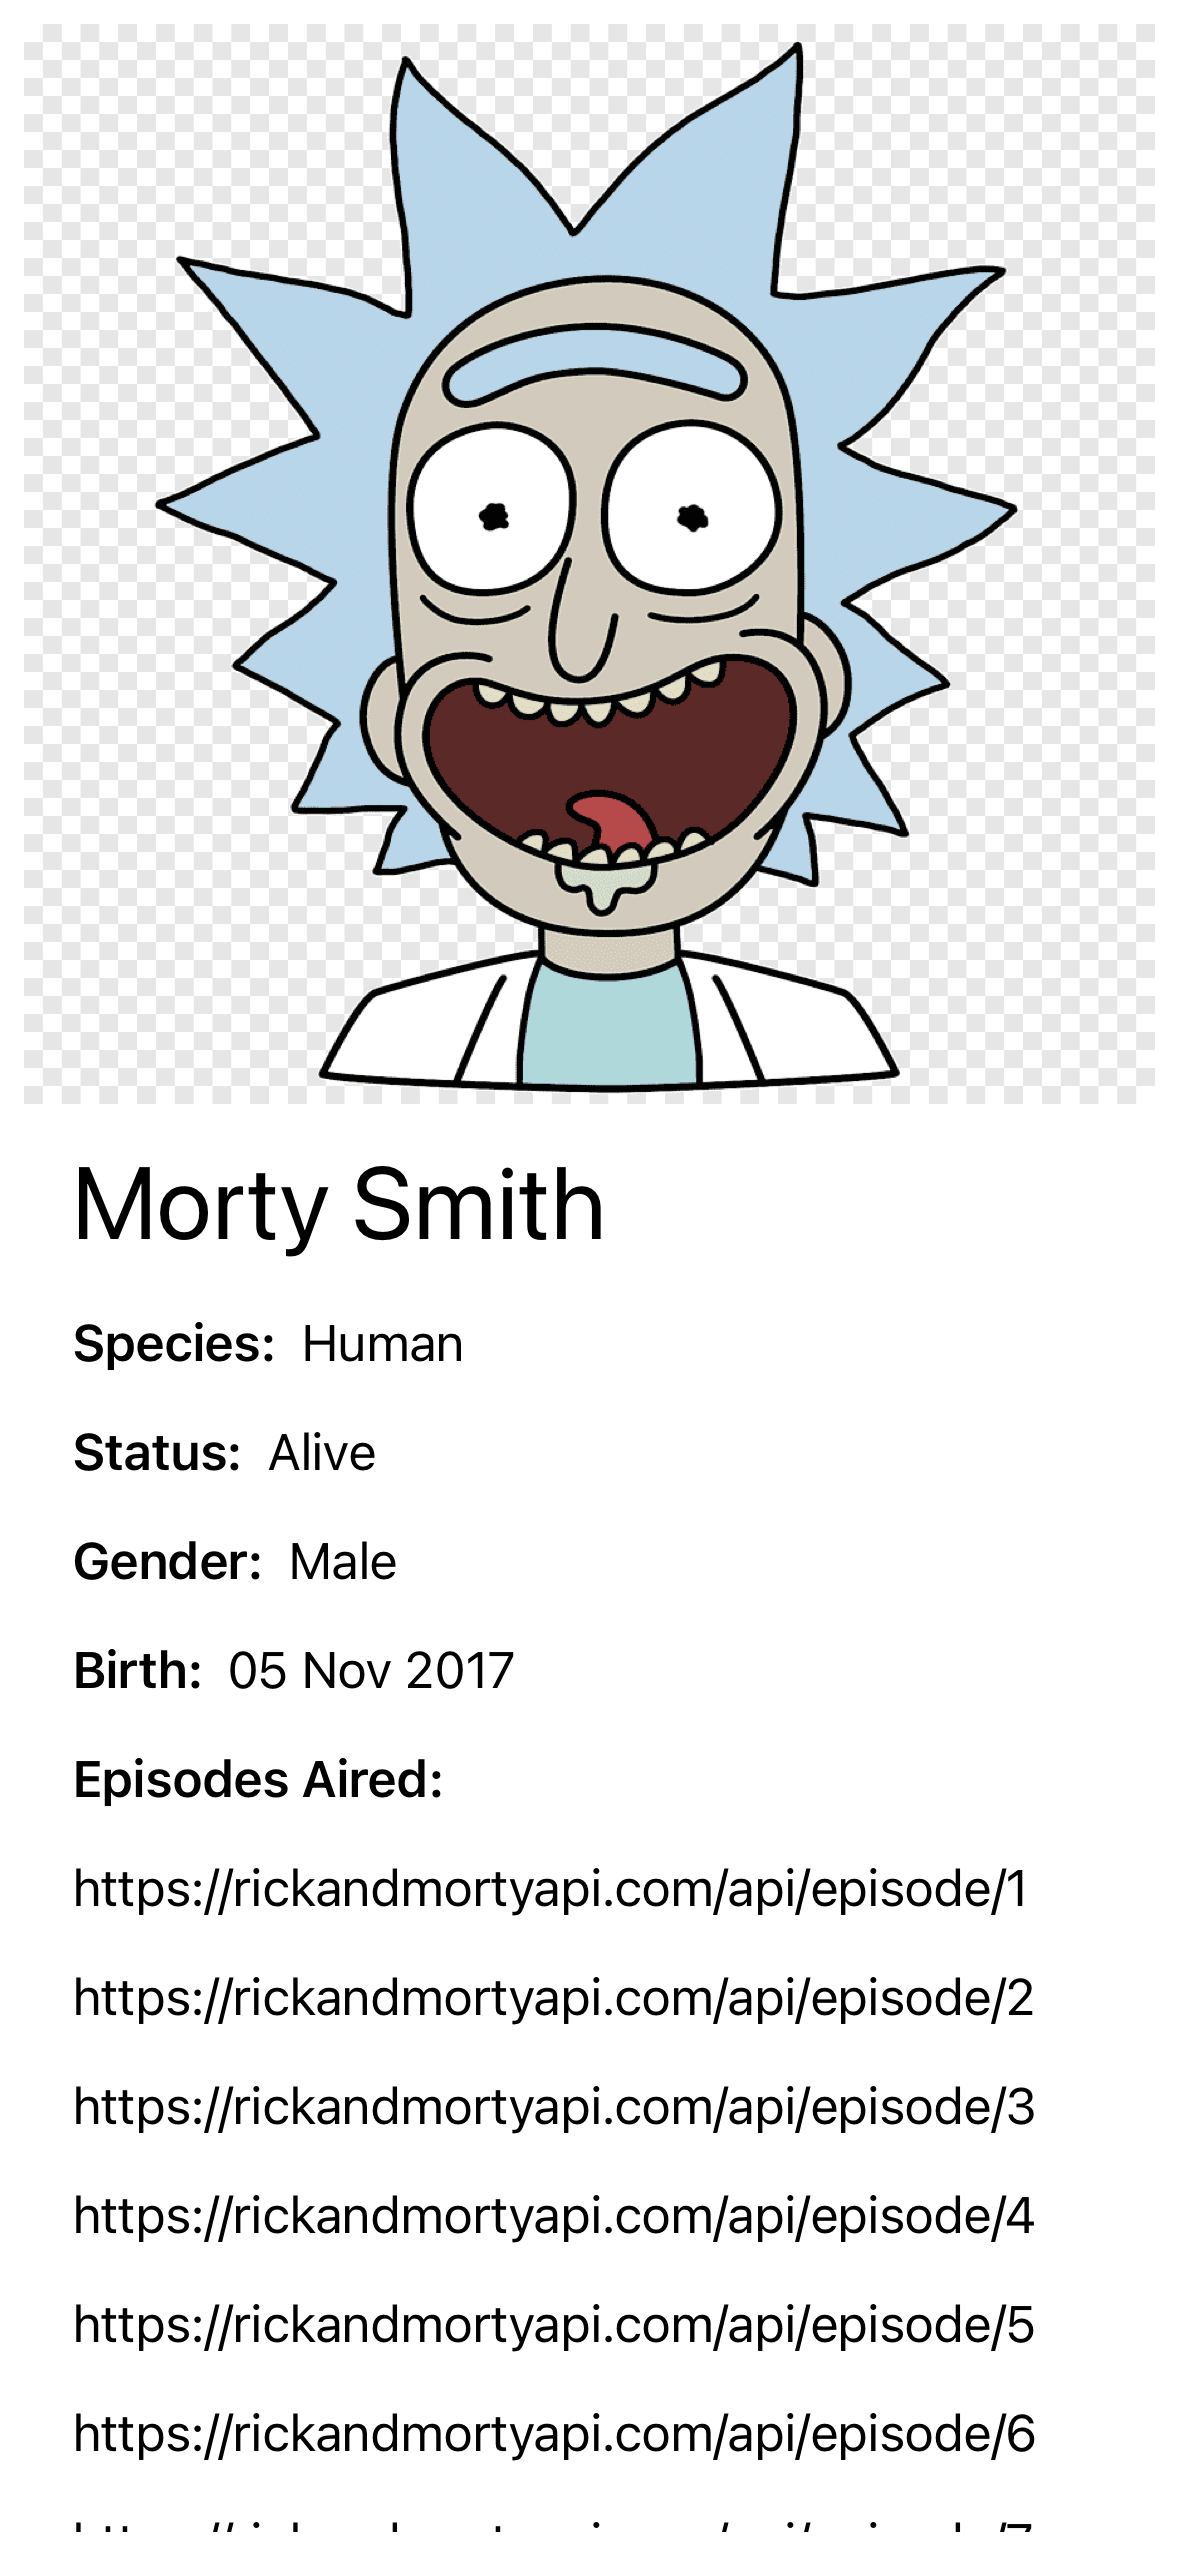 Morty Smith
Species: Human
Status: Alive
Gender: Male
Birth: 05 Nov 2017
Episodes Aired:
https://rickandmortyapi.com/api/episode/1
https://rickandmortyapi.com/api/episode/2
https://rickandmortyapi.com/api/episode/3
https://rickandmortyapi.com/api/episode/4
https://rickandmortyapi.com/api/episode/5
https://rickandmortyapi.com/api/episode/6